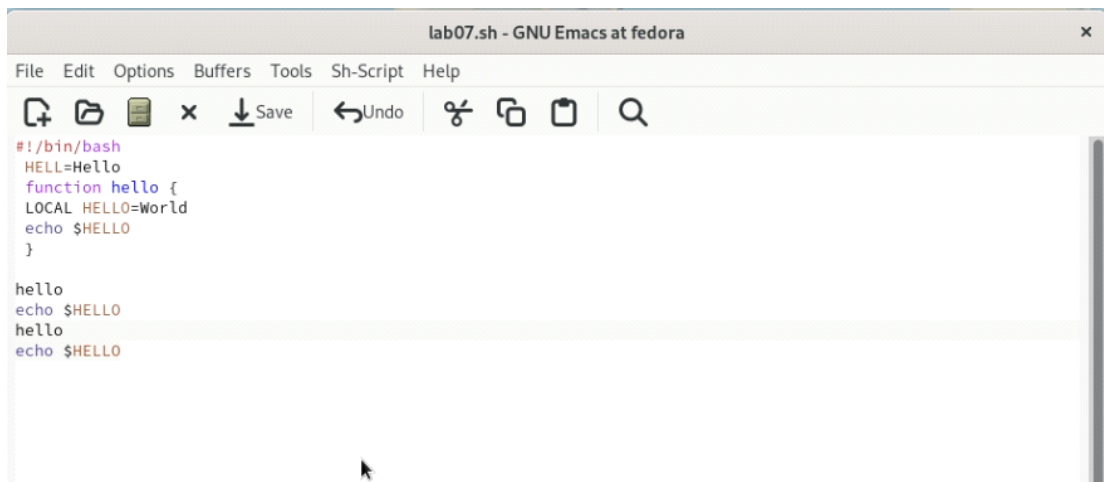 lab07.sh - GNU Emacs at fedora
File Edit Options Buffers Tools Sh-Script Help
Save Undo
#!/bin/bash
HELL=Hello
function hello {
LOCAL HELLO=World
echo $HELLO
}
hello
echo $HELLO
hello
echo $HELLO